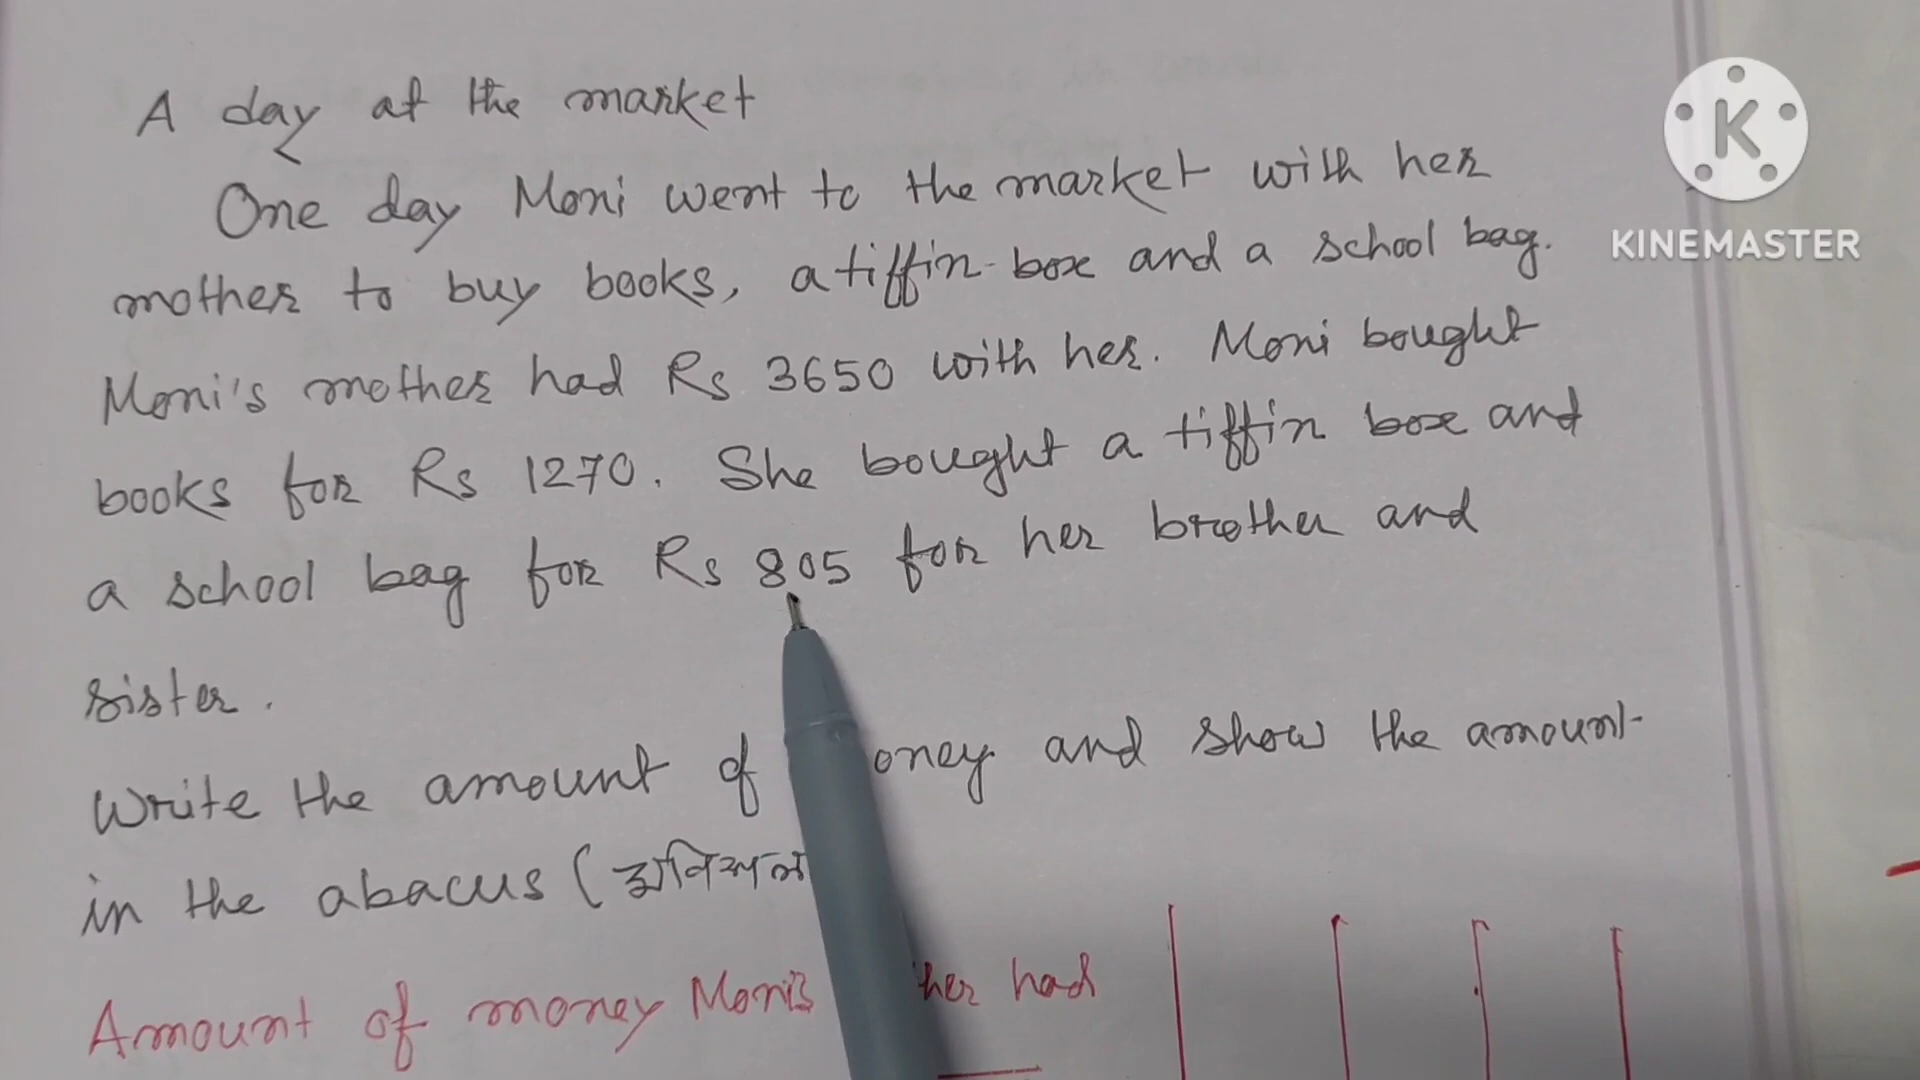 A day at the market
One day Moni went to the market with her
mother to buy books, a tiffin box and a school bag.
Moni's mother had Rs 3650 with her. Moni bought
books for Rs 1270. She bought a tiffin box and
a school bag for Rs 805 for her brother and
sister.
Write the amount of oney and show the amount
in the abacus (
Amount of money Moni's her had
K
KINEMASTER